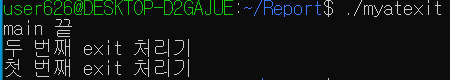 user626@DESKTOP-D2GAJUE:~/Report$ ./myatexit
main 끝
두 번째 exit 처리기
첫 번째 exit 처리기